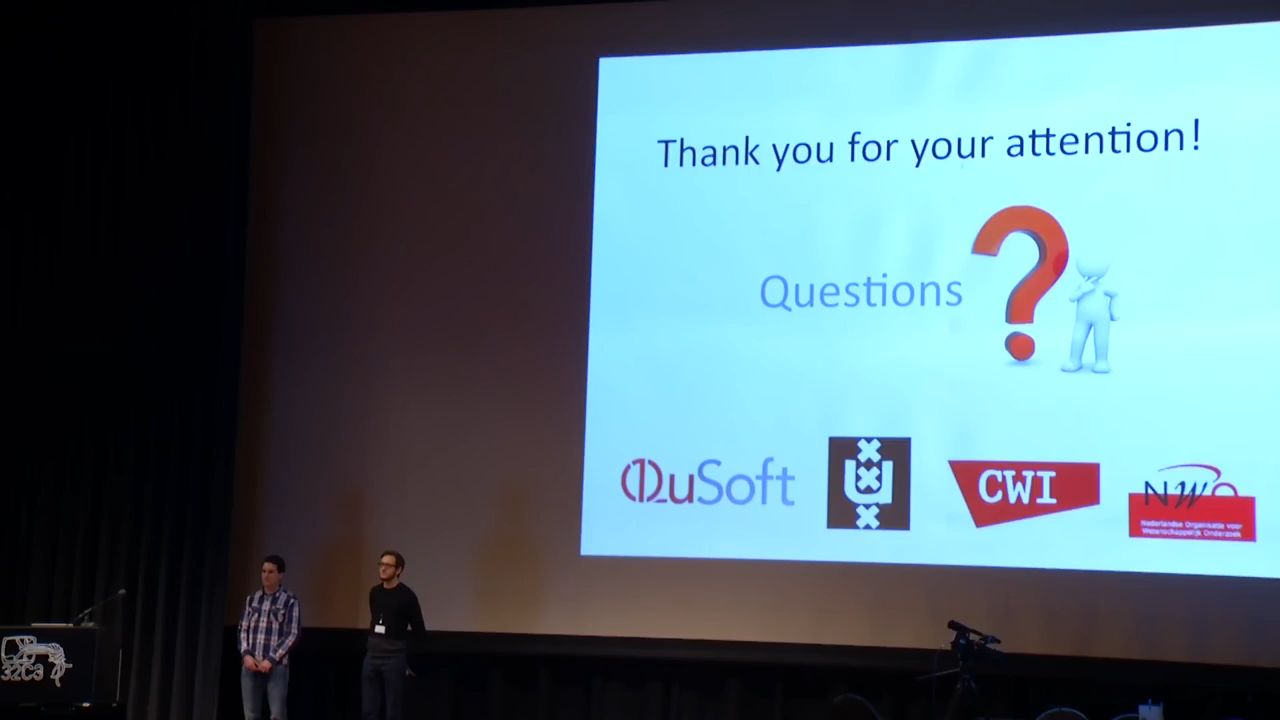 Thank you for your attention!
Questions
?
QuSoft
U
CWI
NWO
Nederlandse Organisatie voor
Wetenschappelijk Onderzoek
32C3